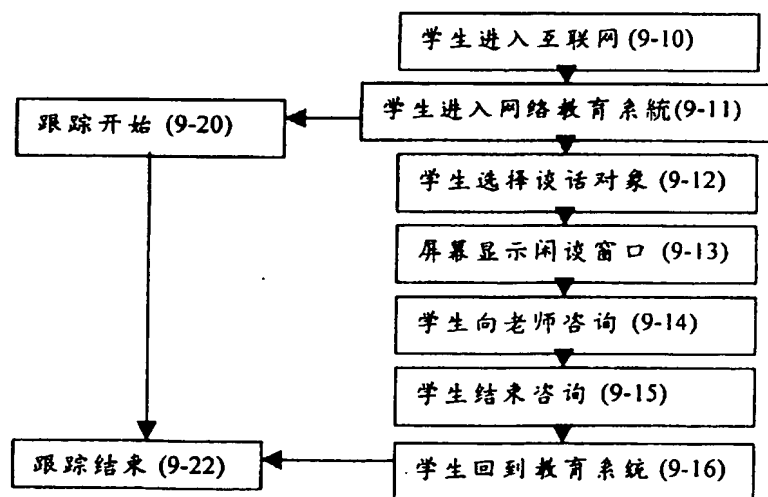 学生进入互联网 (9-10)
学生进入网络教育系統(9-11)
跟踪开始 (9-20)
学生选择谈话对象 (9-12)
屏幕显示闲谈窗口 (9-13)
学生向老师咨询 (9-14)
学生结束咨询 (9-15)
学生回到教育系统 (9-16)
跟踪结束 (9-22)